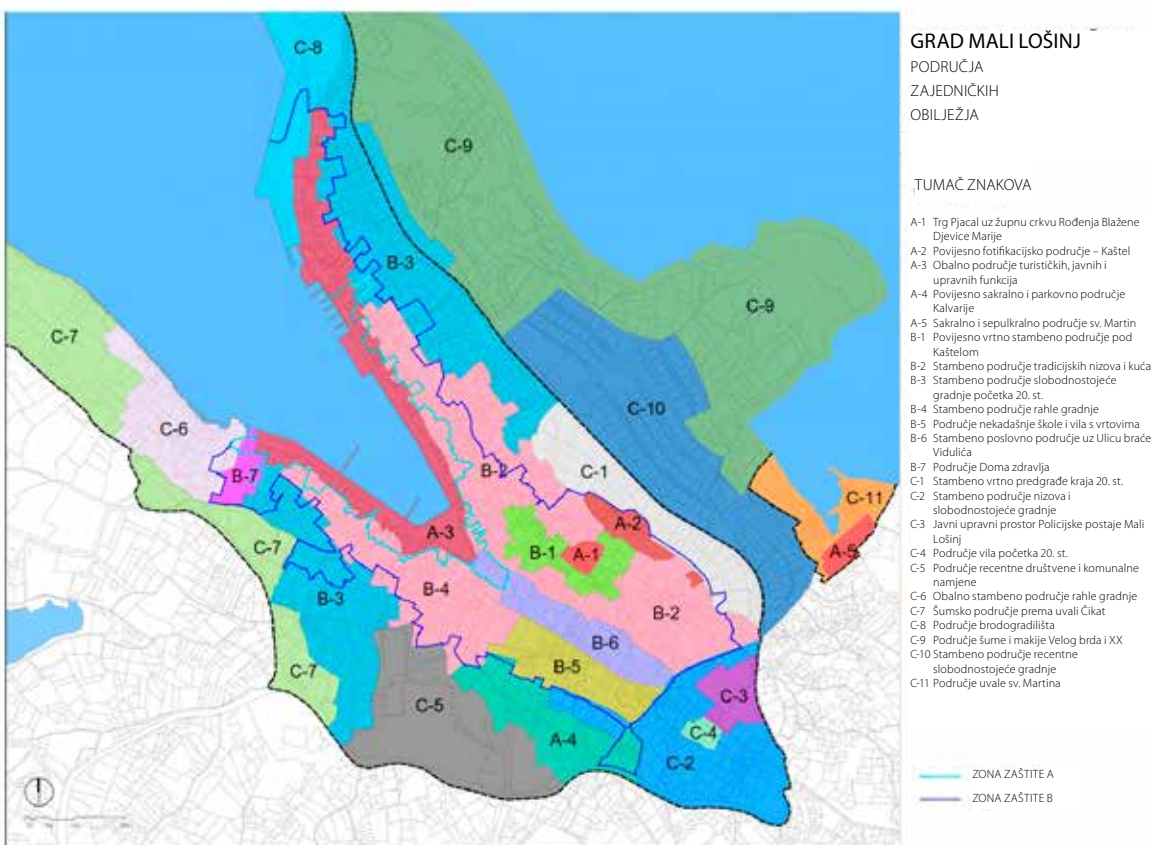 GRAD MALI LOŠINJ
PODRUČJA
ZAJEDNIČKIH
OBILJEŽJA
TUMAČ ZNAKOVA
A-1 Trg Pjacal uz župnu crkvu Rođenja Blažene
Djevice Marije
A-2 Povijesno fotifikacijsko područje – Kaštel
A-3 Obalno područje turističkih, javnih i
upravnih funkcija
A-4 Povijesno sakralno i parkovno područje
Kalvarije
A-5 Sakralno i sepulkralno područje sv. Martin
B-1 Povijesno vrtno stambeno područje pod
Kaštelom
B-2 Stambeno područje tradicijskih nizova i kuća
B-3 Stambeno područje slobodnostojeće
gradnje početka 20. st.
B-4 Stambeno područje rahle gradnje
B-5 Područje nekadašnje škole i vila s vrtovima
B-6 Stambeno poslovno područje uz Ulicu braće
Vidulića
B-7 Područje Doma zdravlja
C-1 Stambeno vrtno predgrađe kraja 20. st.
C-2 Stambeno područje nizova i
slobodnostojeće gradnje
C-3 Javni upravni prostor Policijske postaje Mali
Lošinj
C-4 Područje vila početka 20. st.
C-5 Područje recentne društvene i komunalne
namjene
C-6 Obalno stambeno područje rahle gradnje
C-7 Šumsko područje prema uvali Čikat
C-8 Područje brodogradilišta
C-9 Područje šume i makije Velog brda i XX
C-10 Stambeno područje recentne
slobodnostojeće gradnje
C-11 Područje uvale sv. Martina
ZONA ZAŠTITE A
ZONA ZAŠTITE B
C-8
C-9
B-3
C-9
C-7
C-10
C-6
C-1
B-2
B-7
C-11
A-2
A-3
B-1
A-1
A-5
C-7
B-4
B-3
B-2
B-6
B-5
C-7
C-3
C-5
C-4
A-4
C-2